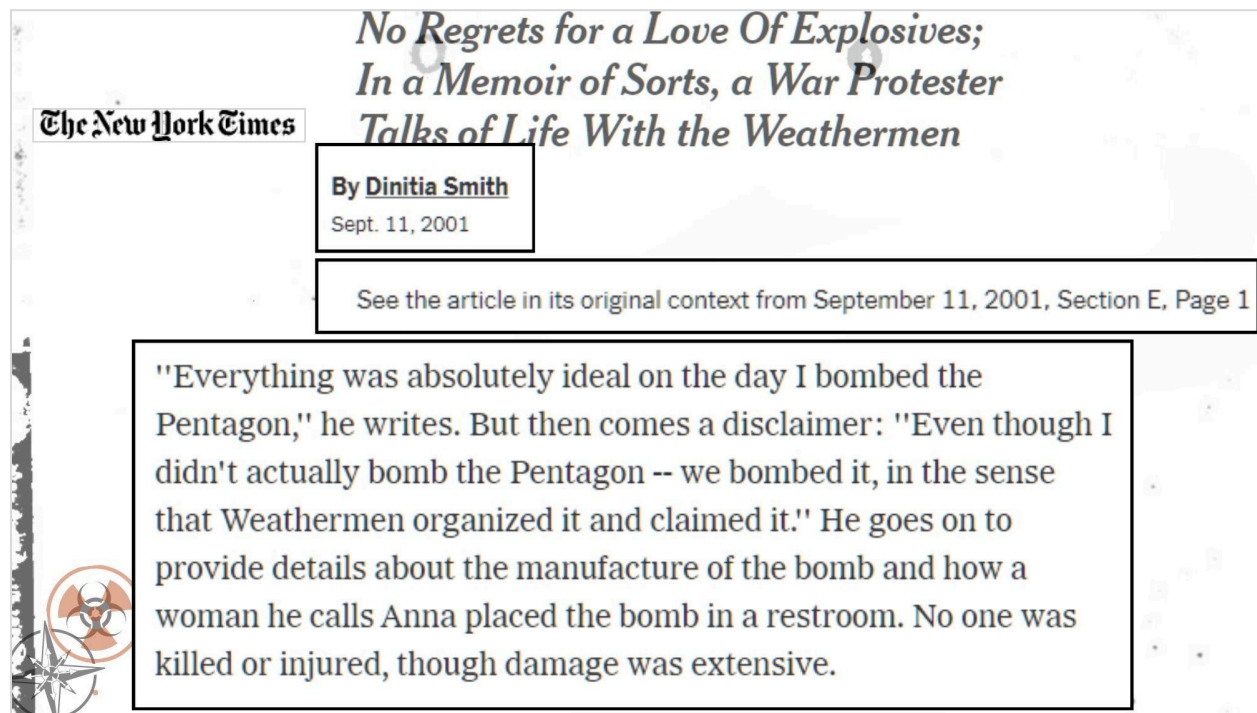 No Regrets for a Love Of Explosives;
In a Memoir of Sorts, a War Protester
Talks of Life With the Weathermen
The New York Times
By Dinitia Smith
Sept. 11, 2001
See the article in its original context from September 11, 2001, Section E, Page 1
''Everything was absolutely ideal on the day I bombed the
Pentagon,'' he writes. But then comes a disclaimer: ''Even though I
didn't actually bomb the Pentagon -- we bombed it, in the sense
that Weathermen organized it and claimed it.'' He goes on to
provide details about the manufacture of the bomb and how a
woman he calls Anna placed the bomb in a restroom. No one was
killed or injured, though damage was extensive.